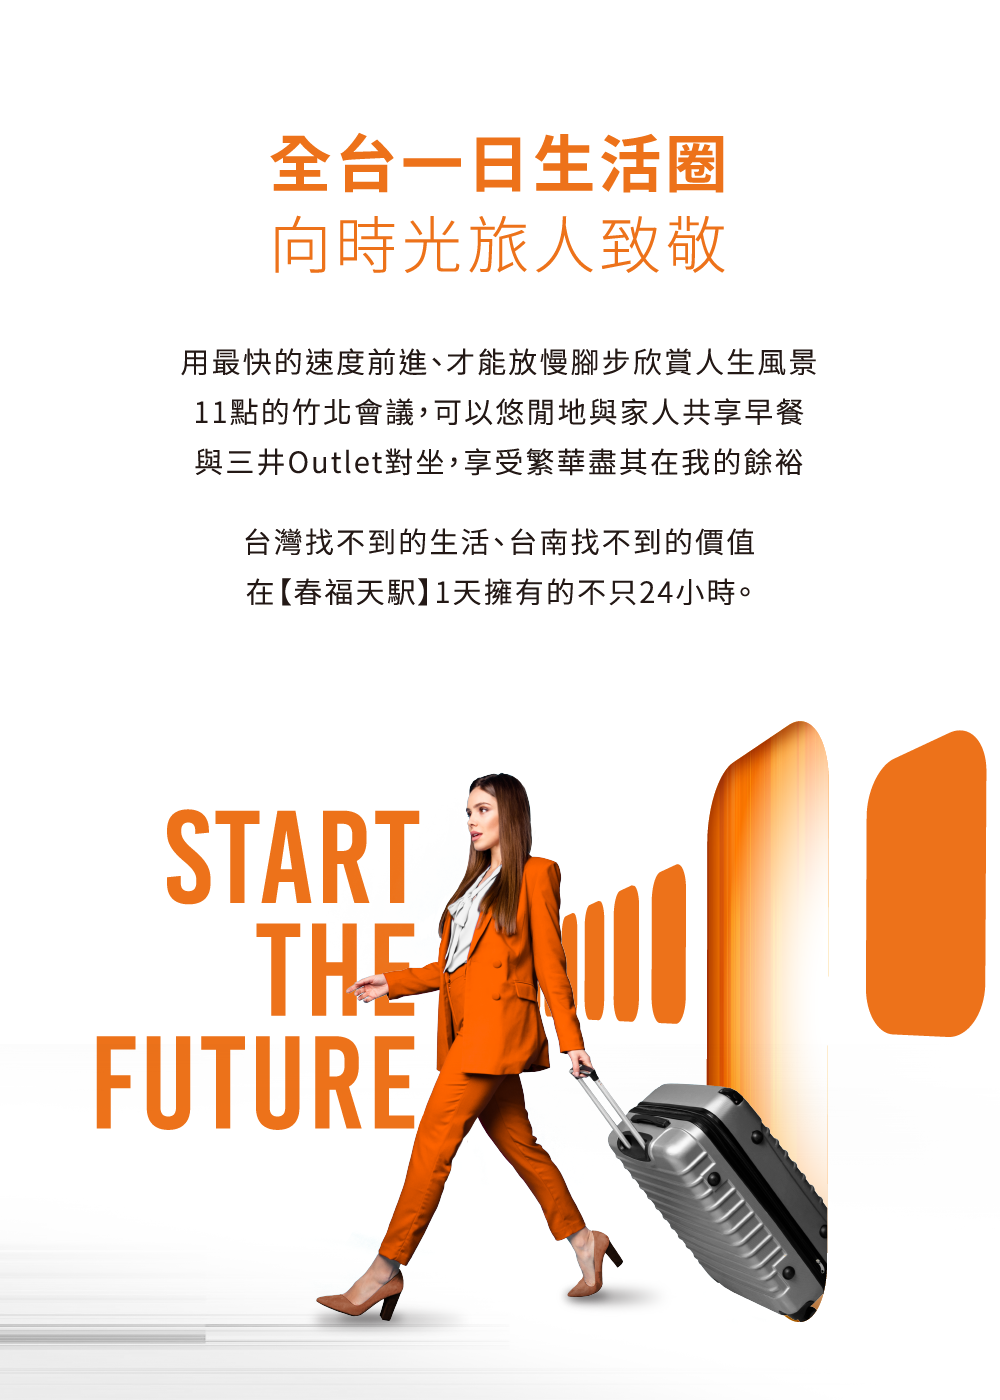 全台一日生活圈
向時光旅人致敬
用最快的速度前進、才能放慢腳步欣賞人生風景
11點的竹北會議，可以悠閒地與家人共享早餐
與三井Outlet對坐，享受繁華盡其在我的餘裕
台灣找不到的生活、台南找不到的價值
在【春福天駅】1天擁有的不只24小時。
START
THE
FUTURE